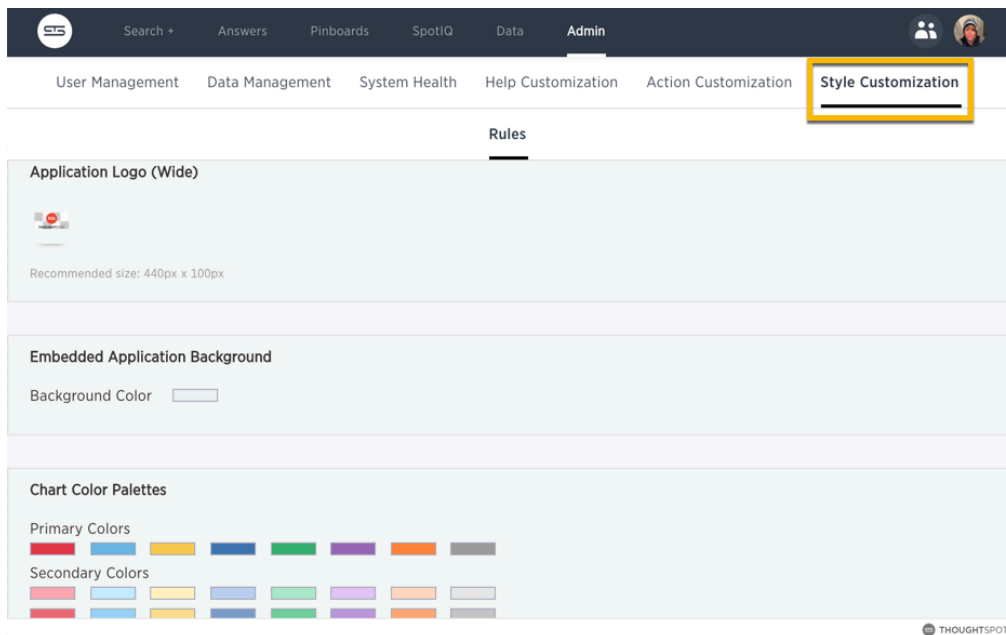 Search + Answers Pinboards SpotIQ Data Admin
User Management Data Management System Health Help Customization Action Customization Style Customization
Rules
Application Logo (Wide)
Recommended size: 440px x 100px
Embedded Application Background
Background Color
Chart Color Palettes
Primary Colors
Secondary Colors
THOUGHTSPOT